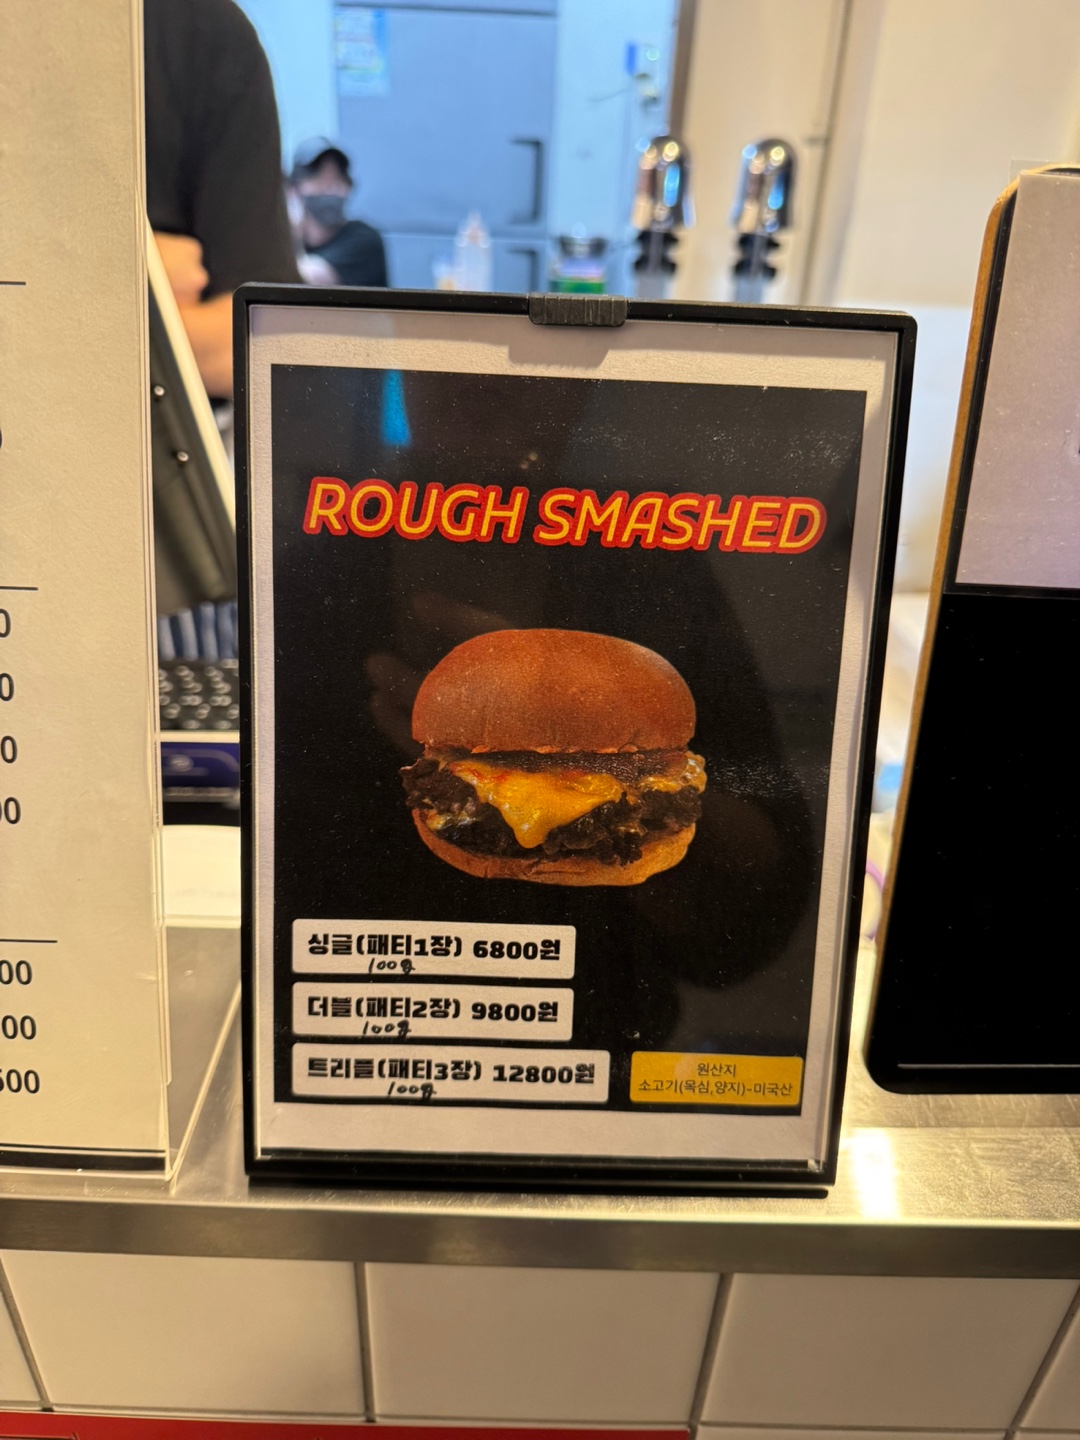 ROUGH SMASHED
싱글(패티1장) 6800원
100g
더블(패티2장) 9800원
100g
트리플(패티3장) 12800원
100g
원산지
소고기(목심,양지)-미국산